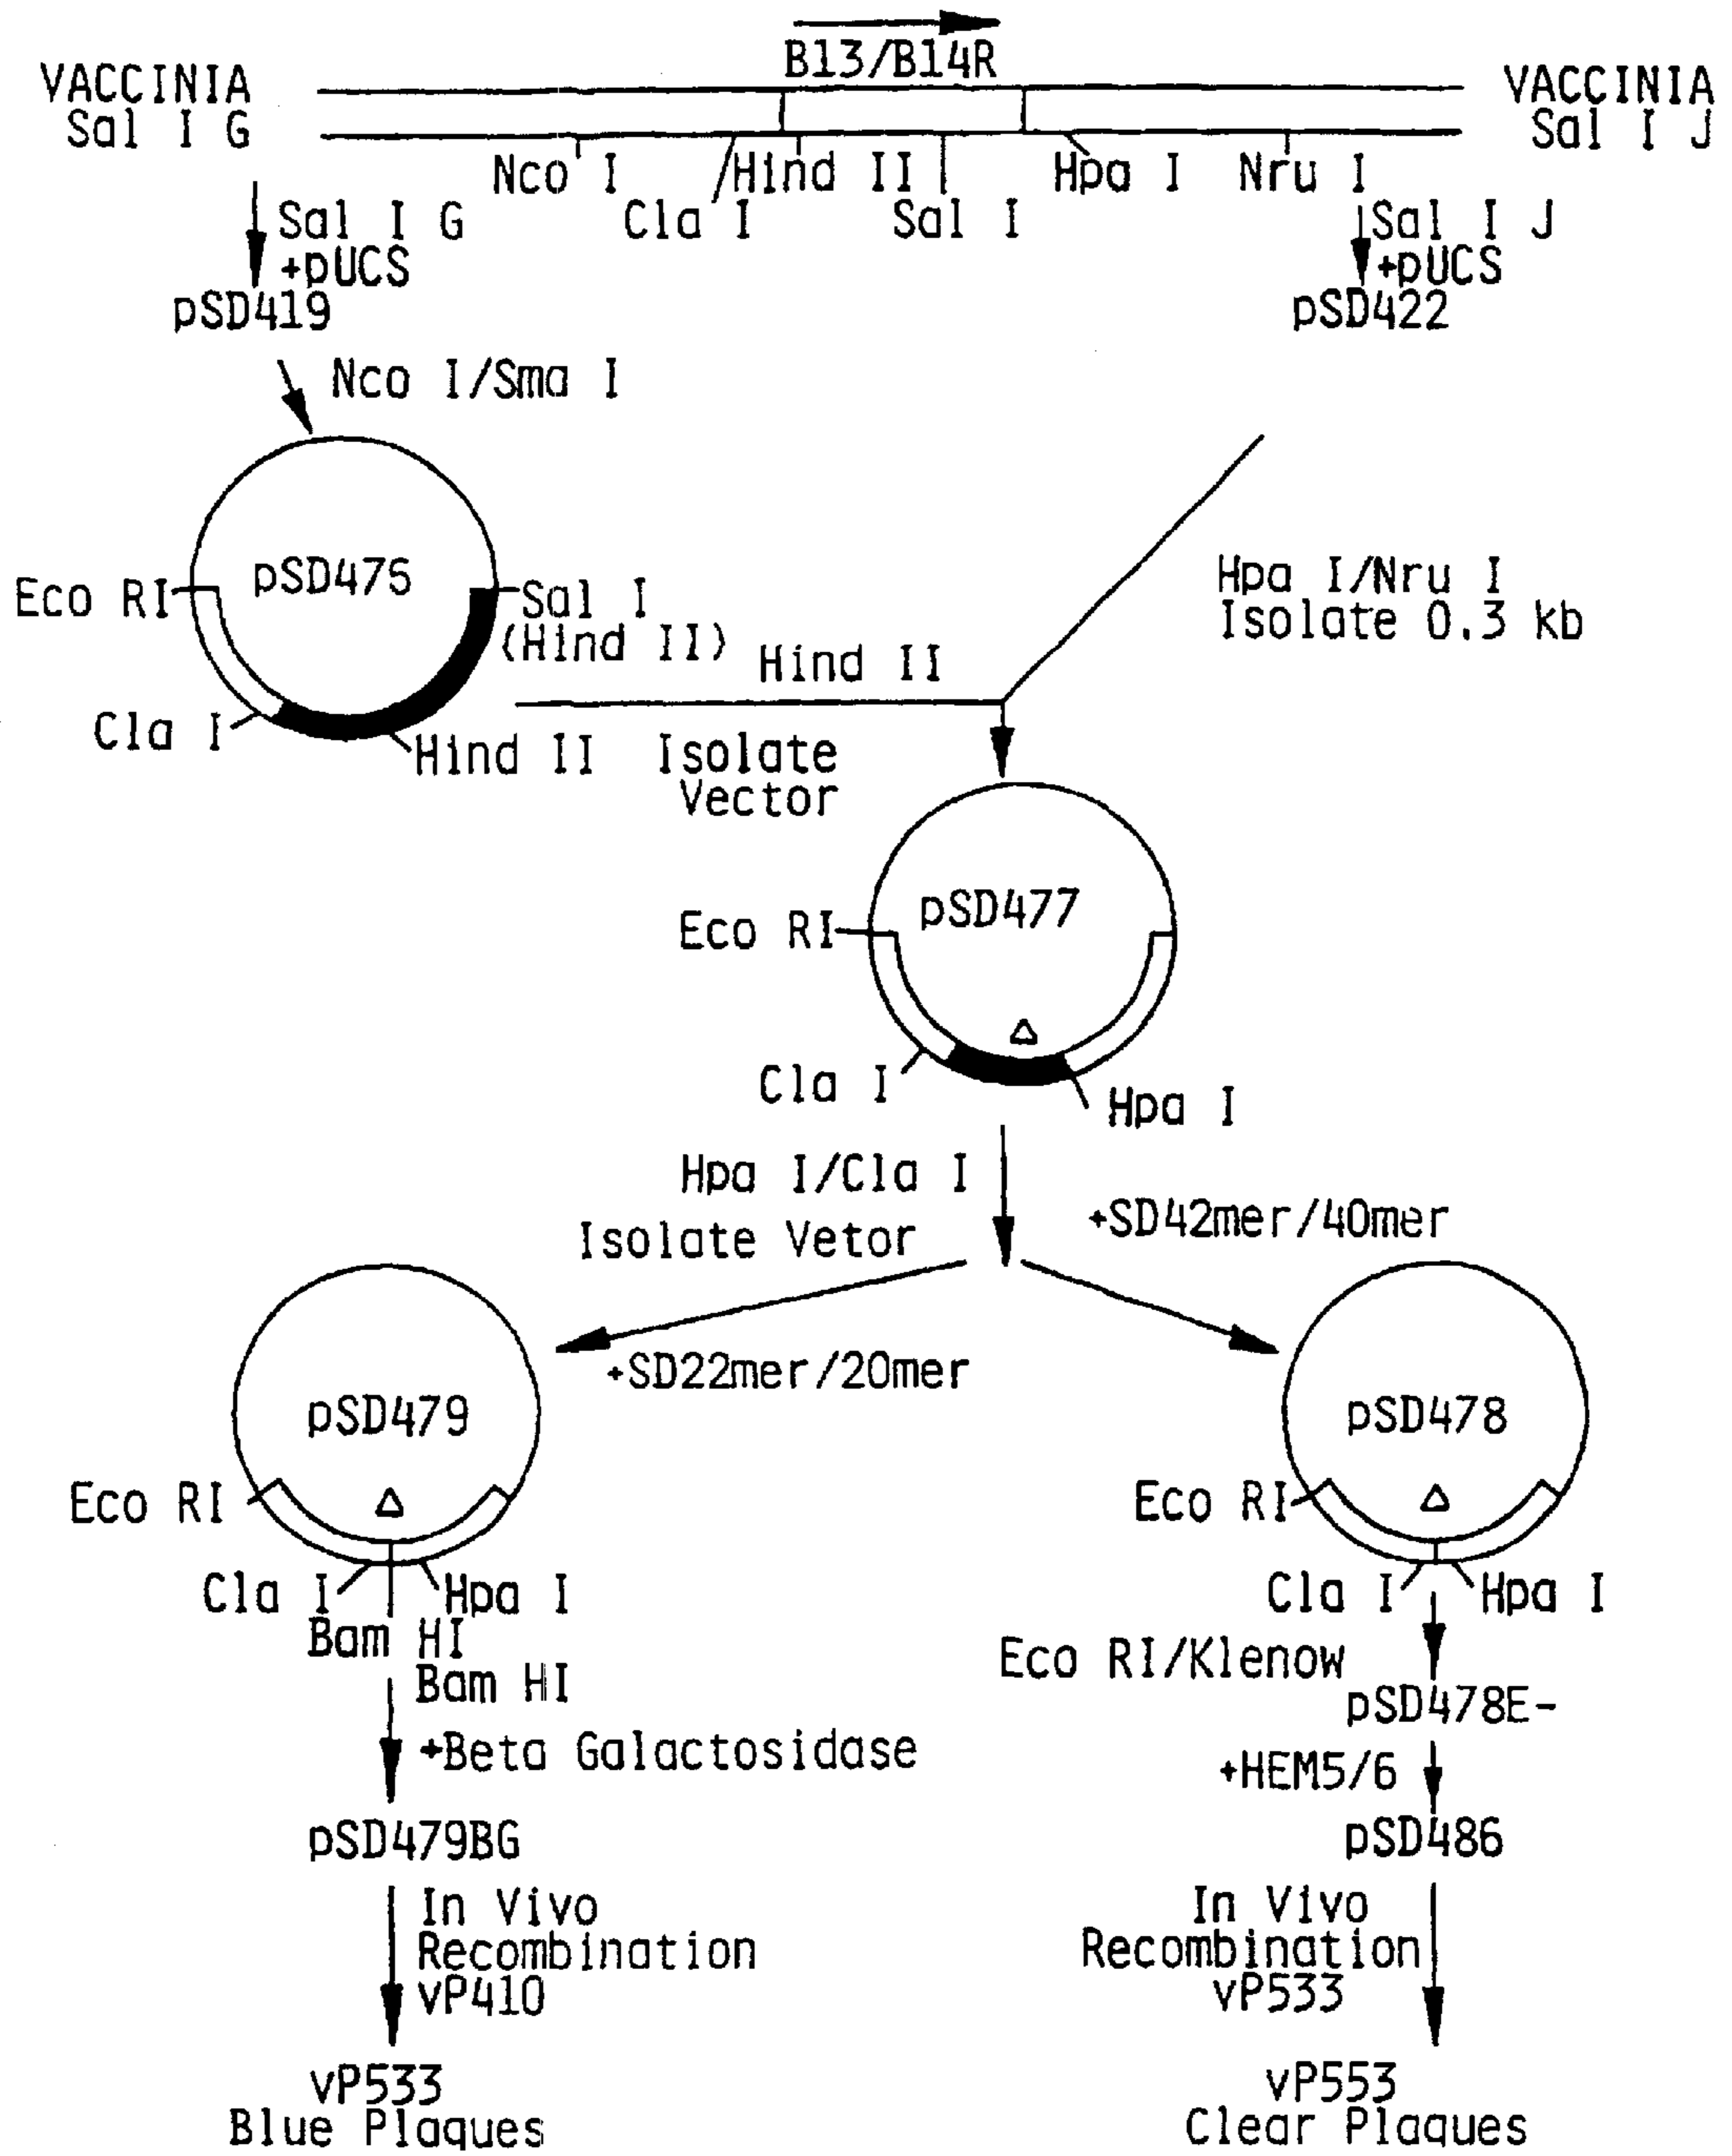 B13/B14R
VACCINIA
Sal I G
VACCINIA
Sal I J
Nco I
Cla I
Hind II
Sal I
Hpa I
Nru I
Sal I G
+pUCS
pSD419
Sal I J
+pUCS
pSD422
Nco I/Sma I
pSD476
Eco RI
Sal I
(Hind II)
Cla I
Hind II
Hind II
Isolate
Vector
Hpa I/Nru I
Isolate 0.3 kb
pSD477
Eco RI
Δ
Cla I
Hpa I
Hpa I/Cla I
Isolate Vetor
+SD42mer/40mer
+SD22mer/20mer
pSD479
Eco RI
Δ
Cla I
Hpa I
Bam HI
Bam HI
+Beta Galactosidase
pSD479BG
In Vivo
Recombination
vP410
vP533
Blue Plaques
pSD478
Eco RI
Δ
Cla I
Hpa I
Eco RI/Klenow
pSD478E-
+HEM5/6
pSD486
In Vivo
Recombination
vP533
vP553
Clear Plaques